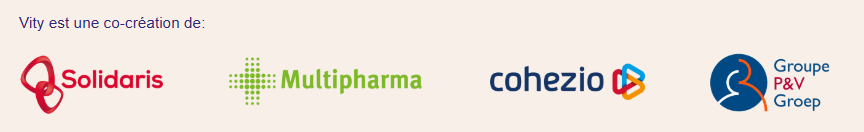 Vity est une co-création de:
Solidaris
Multipharma
cohezio
Groupe
P&V
Groep